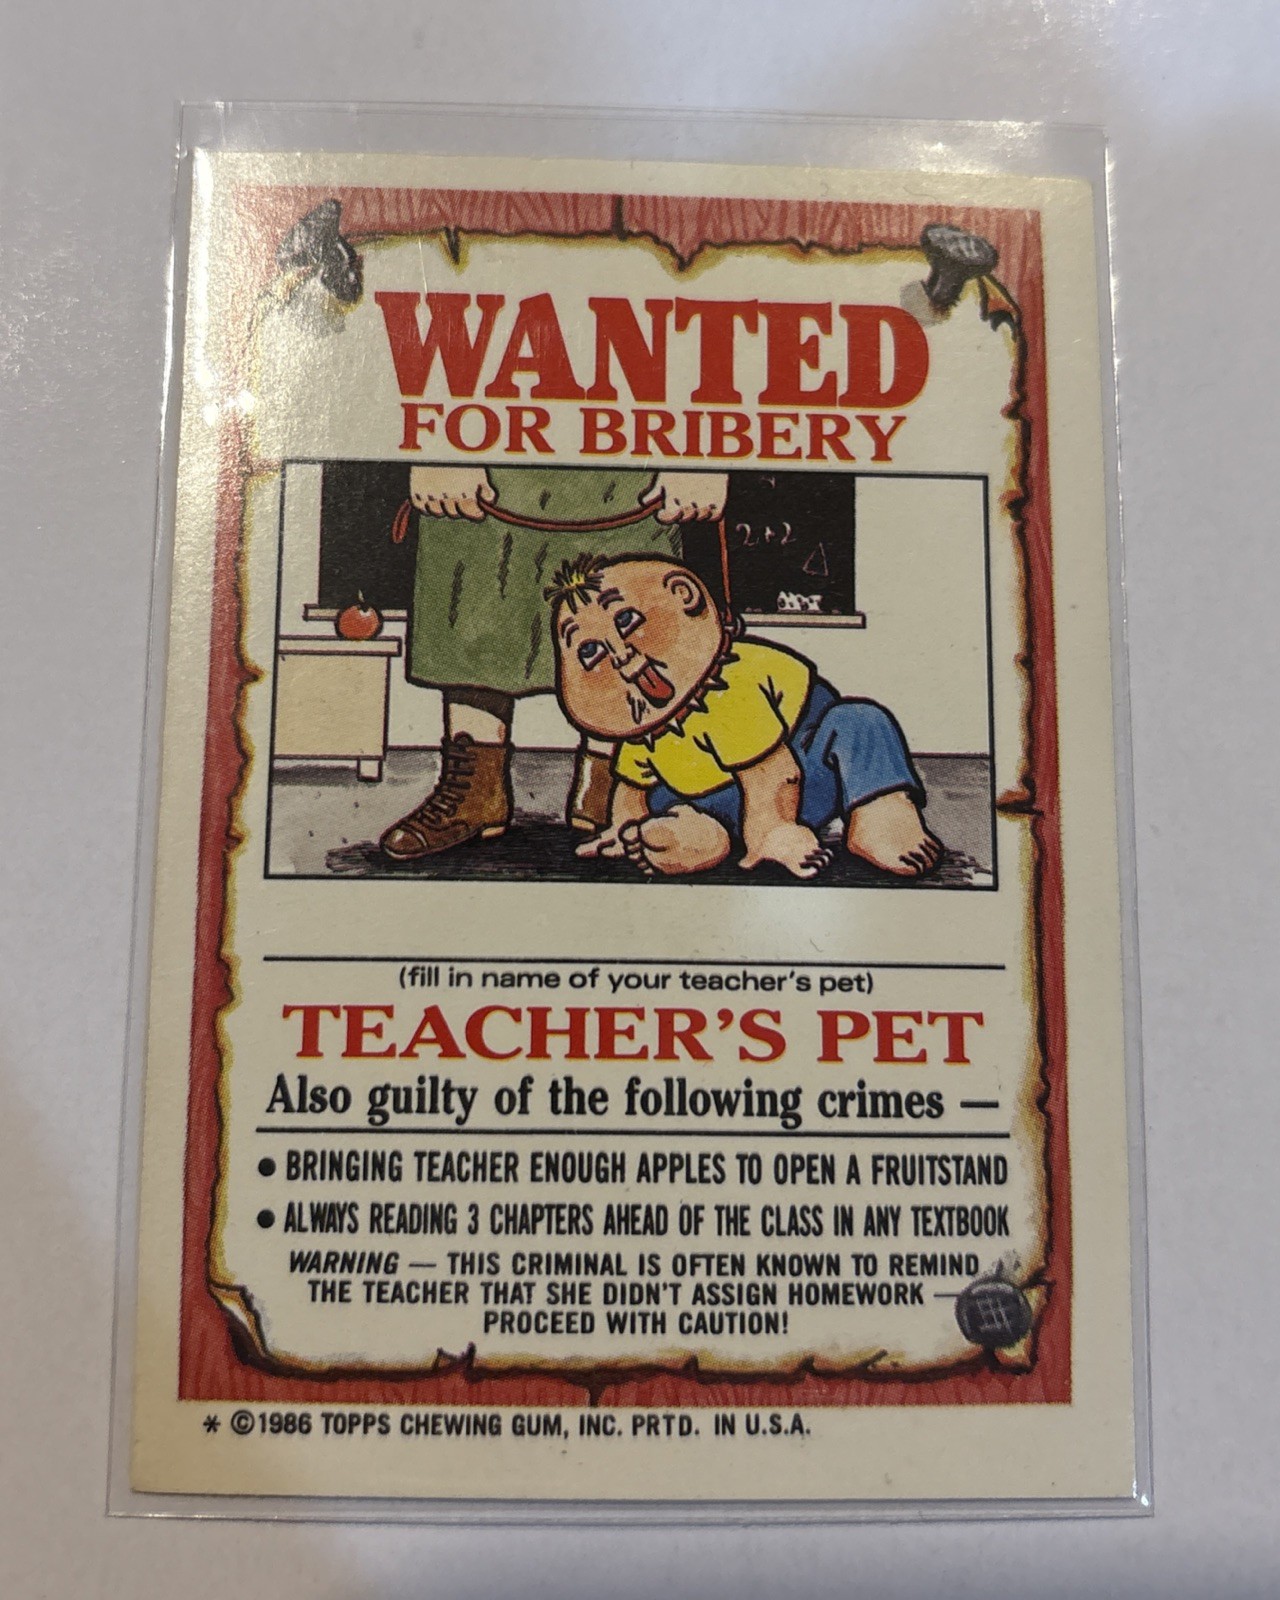 WANTED
FOR BRIBERY
2+2
(fill in name of your teacher's pet)
TEACHER'S PET
Also guilty of the following crimes —
• BRINGING TEACHER ENOUGH APPLES TO OPEN A FRUITSTAND
• ALWAYS READING 3 CHAPTERS AHEAD OF THE CLASS IN ANY TEXTBOOK
WARNING — THIS CRIMINAL IS OFTEN KNOWN TO REMIND
THE TEACHER THAT SHE DIDN'T ASSIGN HOMEWORK —
PROCEED WITH CAUTION!
* ©1986 TOPPS CHEWING GUM, INC. PRTD. IN U.S.A.